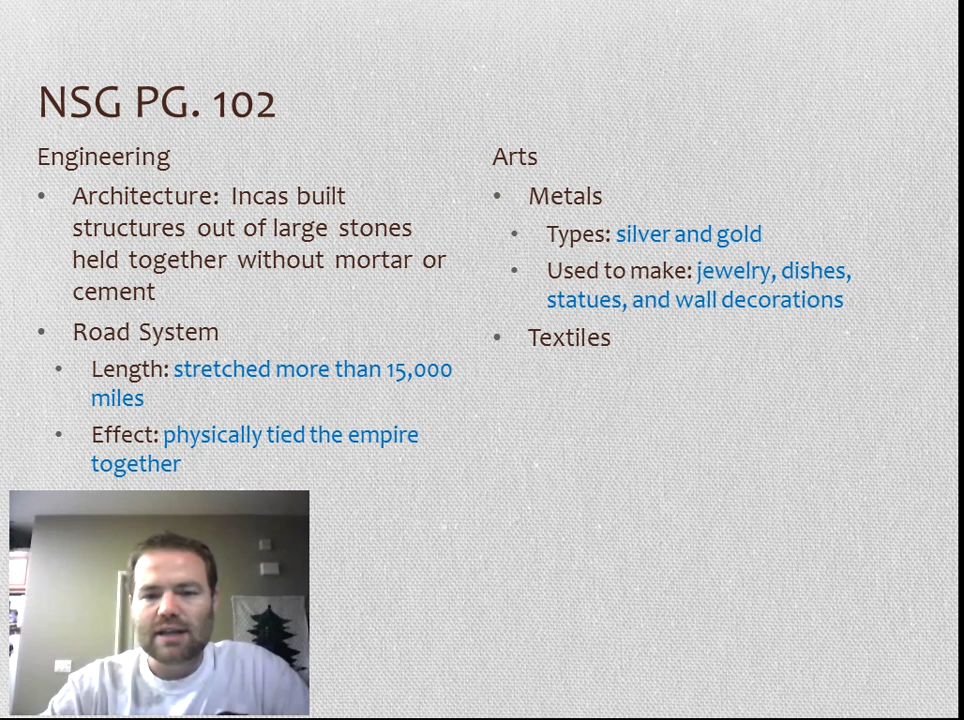 NSG PG. 102
Engineering
• Architecture: Incas built
structures out of large stones
held together without mortar or
cement
• Road System
• Length: stretched more than 15,000
miles
• Effect: physically tied the empire
together
Arts
• Metals
• Types: silver and gold
• Used to make: jewelry, dishes,
statues, and wall decorations
• Textiles